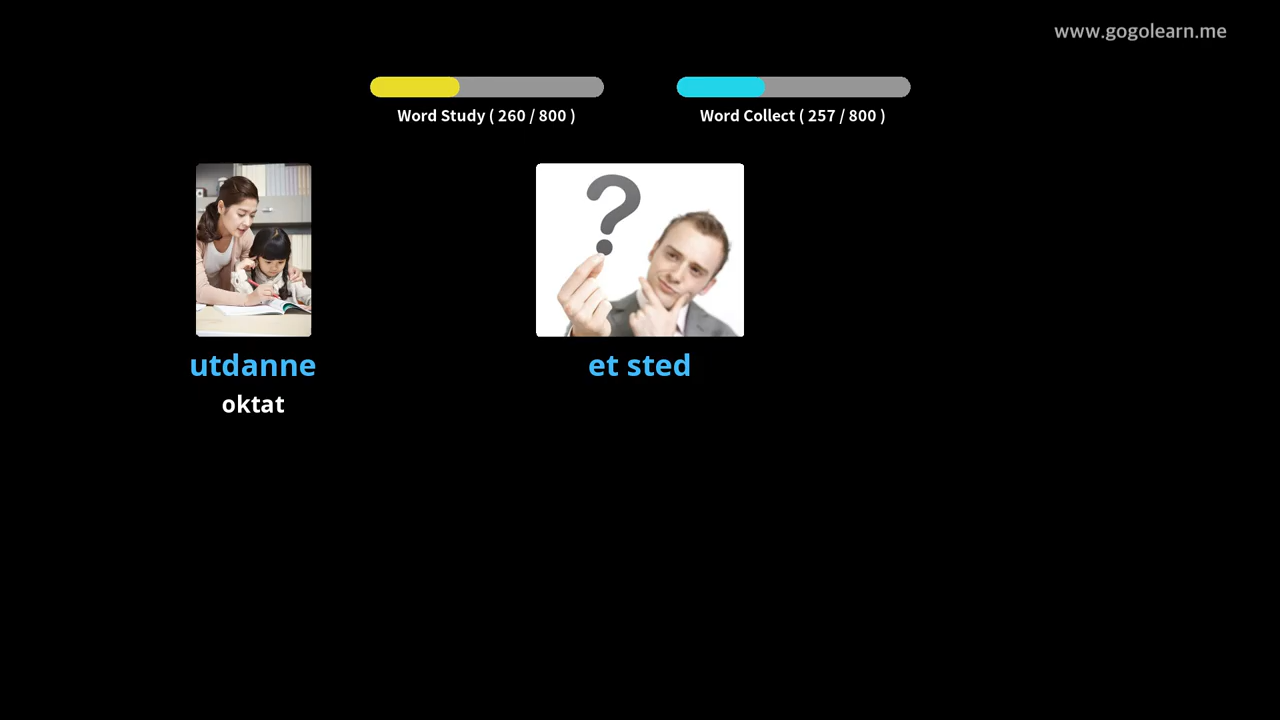 www.gogolearn.me
Word Study ( 260 / 800 )
Word Collect ( 257 / 800 )
utdanne
et sted
oktat